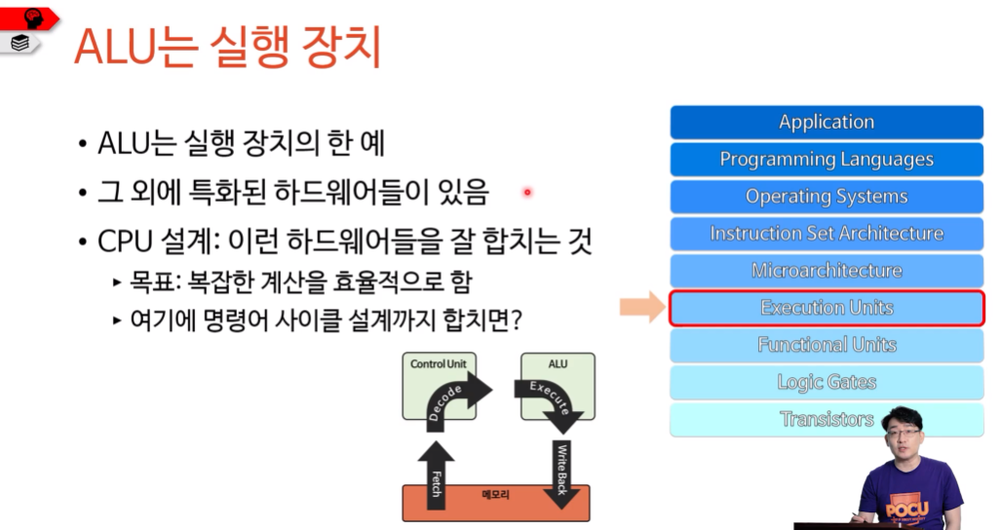 ALU는 실행 장치
• ALU는 실행 장치의 한 예
• 그 외에 특화된 하드웨어들이 있음
• CPU 설계: 이런 하드웨어들을 잘 합치는 것
▸ 목표: 복잡한 계산을 효율적으로 함
▸ 여기에 명령어 사이클 설계까지 합치면?
Control Unit
ALU
Decode
Execute
Fetch
Write Back
메모리
Application
Programming Languages
Operating Systems
Instruction Set Architecture
Microarchitecture
Execution Units
Functional Units
Logic Gates
Transistors
POCU